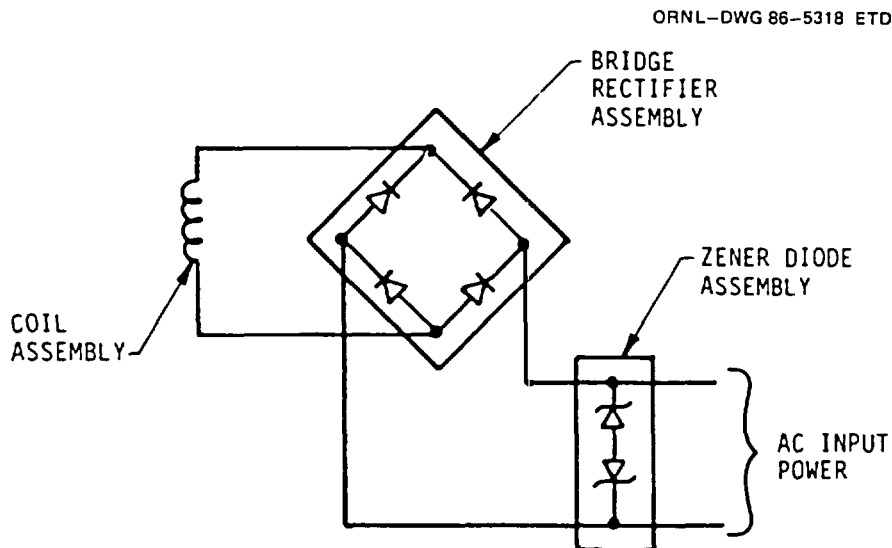 ORNL-DWG 86-5318 ETD
BRIDGE
RECTIFIER
ASSEMBLY
ZENER DIODE
ASSEMBLY
COIL
ASSEMBLY
AC INPUT
POWER